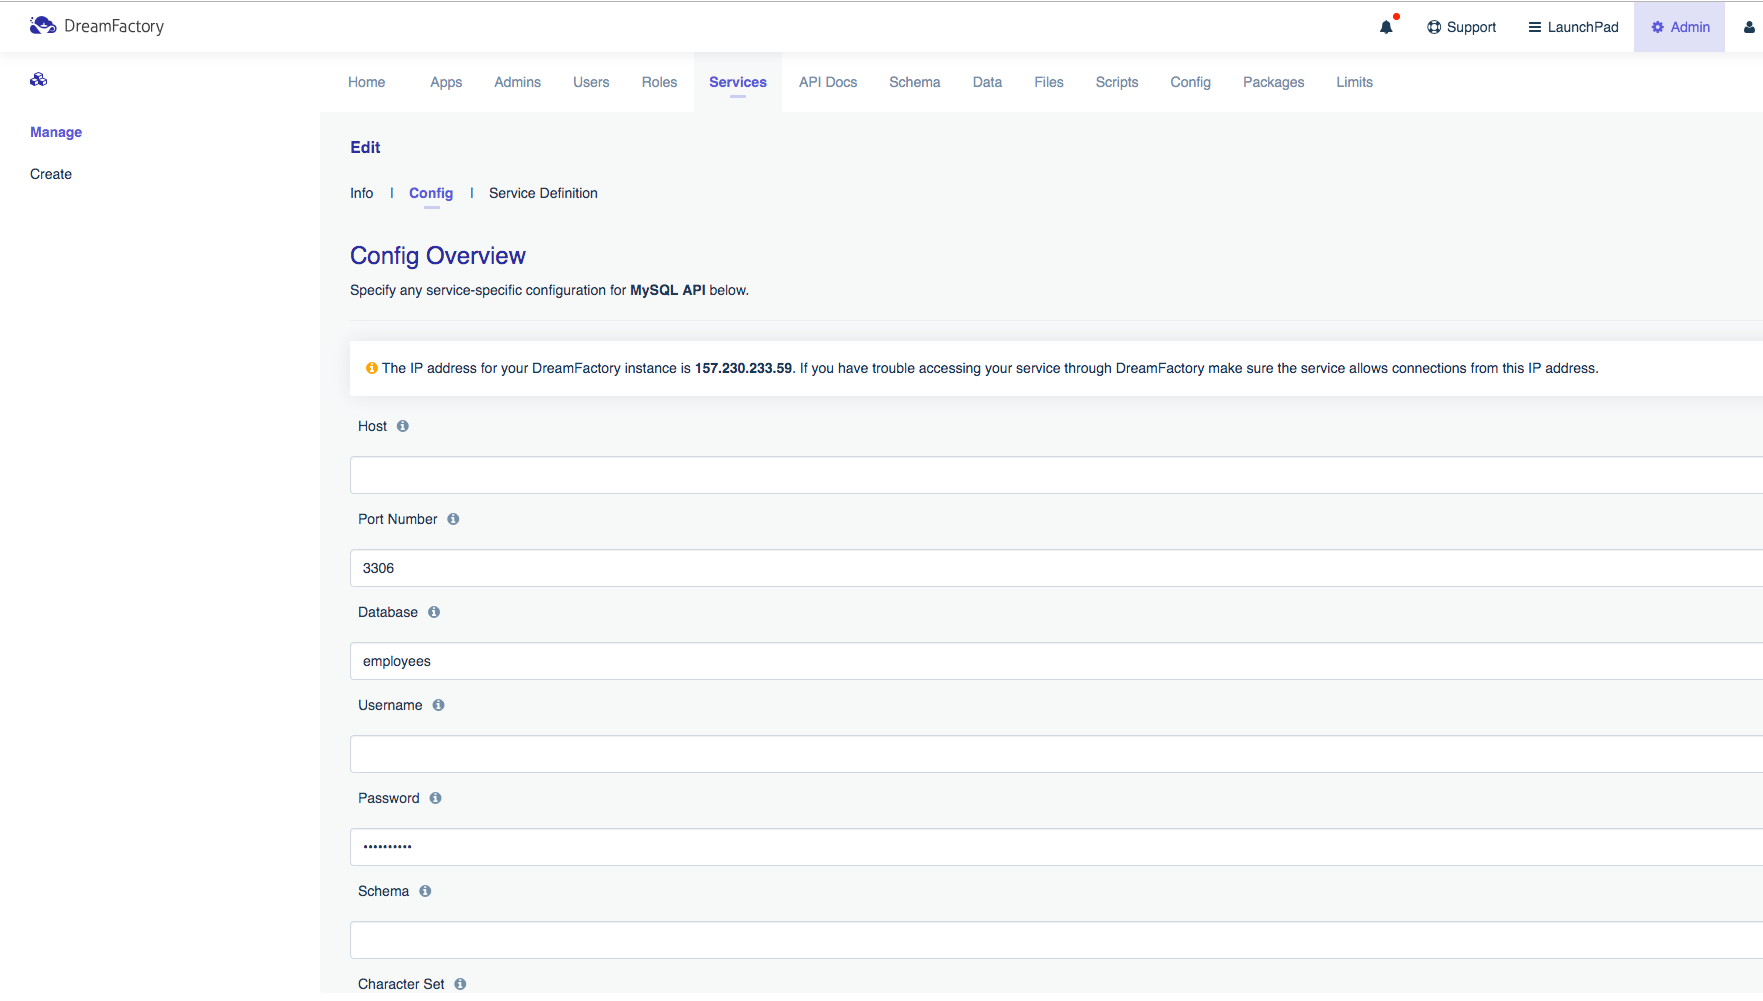 DreamFactory
Support LaunchPad Admin
Home Apps Admins Users Roles Services API Docs Schema Data Files Scripts Config Packages Limits
Manage
Create
Edit
Info | Config | Service Definition
Config Overview
Specify any service-specific configuration for MySQL API below.
The IP address for your DreamFactory instance is 157.230.233.59. If you have trouble accessing your service through DreamFactory make sure the service allows connections from this IP address.
Host
Port Number
3306
Database
employees
Username
Password
••••••••••
Schema
Character Set